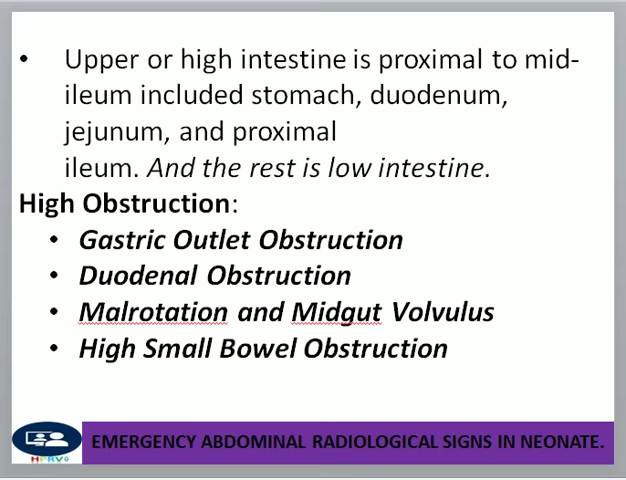 • Upper or high intestine is proximal to mid-
ileum included stomach, duodenum,
jejunum, and proximal
ileum. And the rest is low intestine.
High Obstruction:
• Gastric Outlet Obstruction
• Duodenal Obstruction
• Malrotation and Midgut Volvulus
• High Small Bowel Obstruction
HPRV
EMERGENCY ABDOMINAL RADIOLOGICAL SIGNS IN NEONATE.